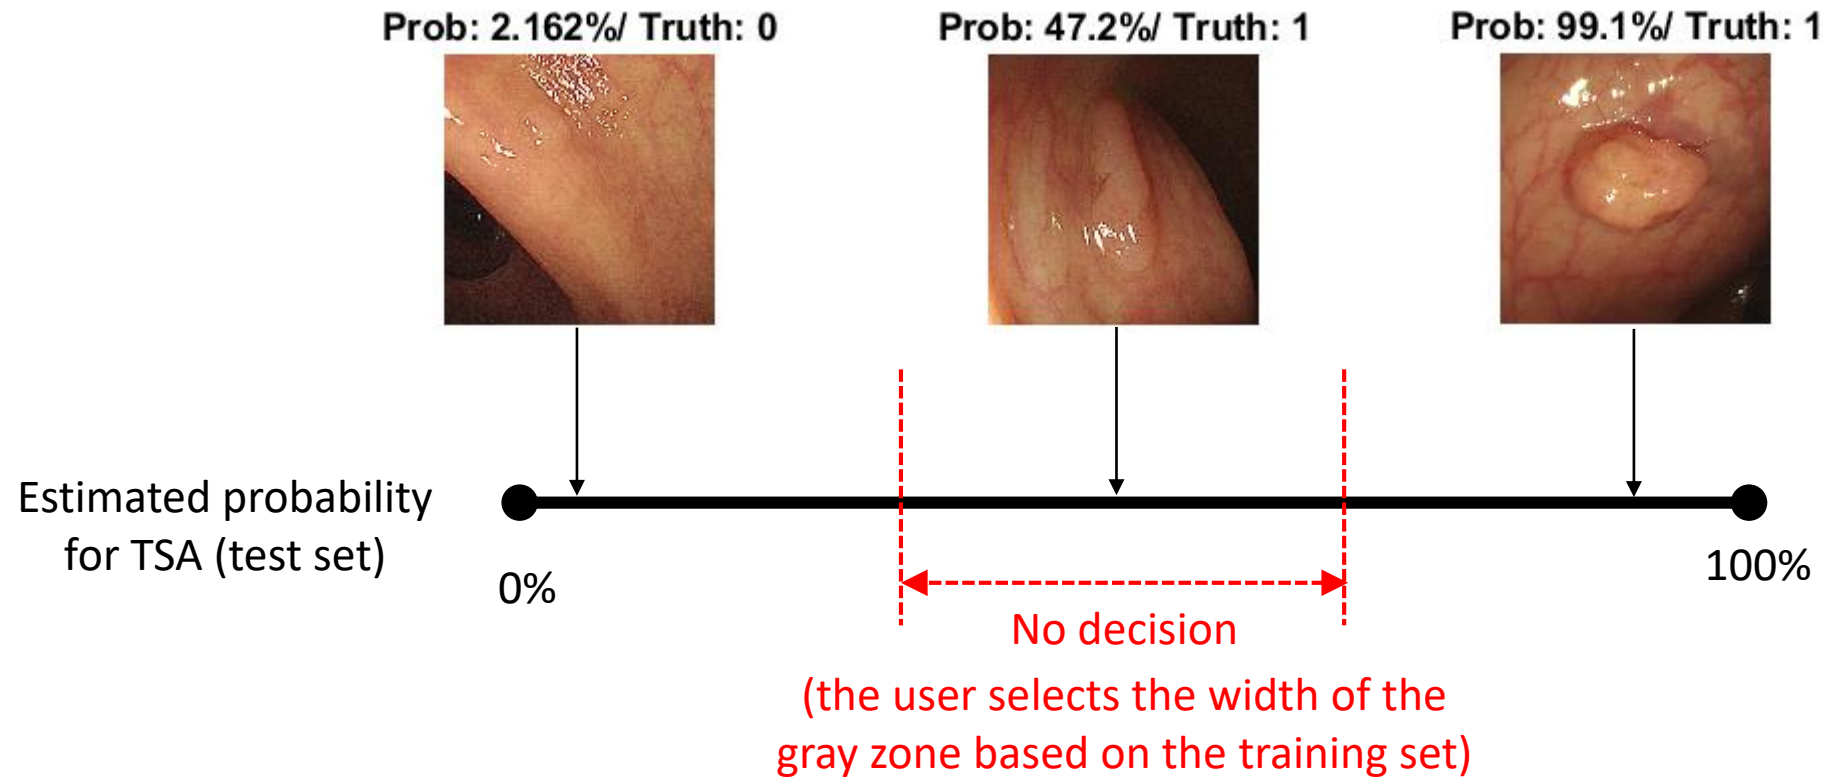 Prob: 2.162%/ Truth: 0
Prob: 47.2%/ Truth: 1
Prob: 99.1%/ Truth: 1
Estimated probability
for TSA (test set)
0%
100%
No decision
(the user selects the width of the
gray zone based on the training set)